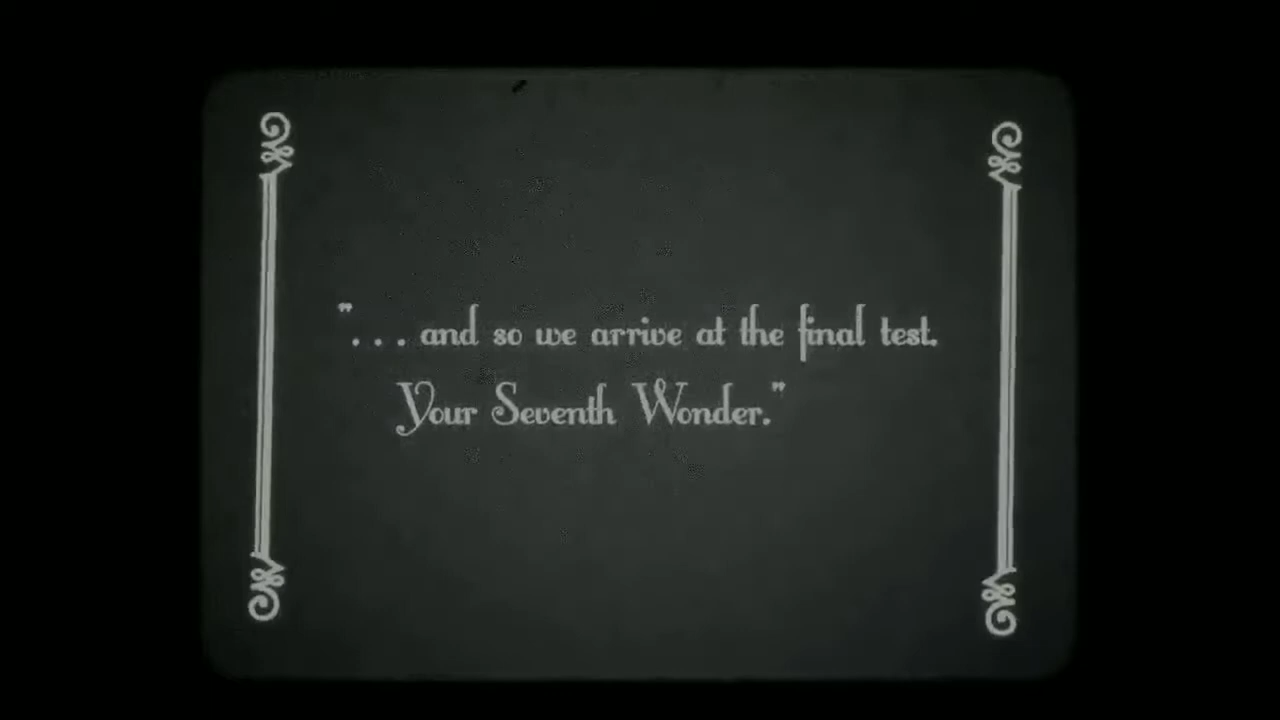 ". . . and so we arrive at the final test.
Your Seventh Wonder."